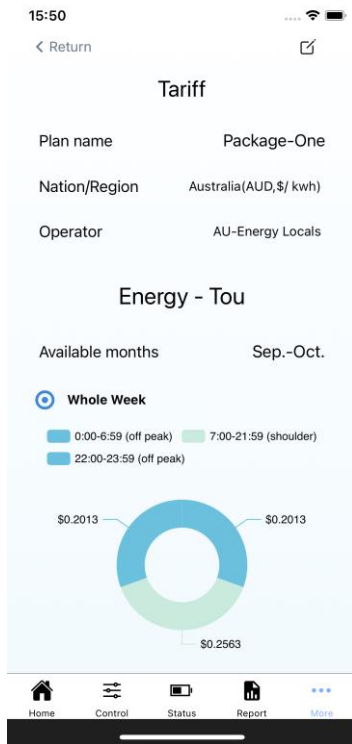 15:50
Return
Tariff
Plan name Package-One
Nation/Region Australia(AUD,$/ kwh)
Operator AU-Energy Locals
Energy - Tou
Available months Sep.-Oct.
Whole Week
0:00-6:59 (off peak) 7:00-21:59 (shoulder)
22:00-23:59 (off peak)
$0.2013 $0.2013
$0.2563
Home Control Status Report More